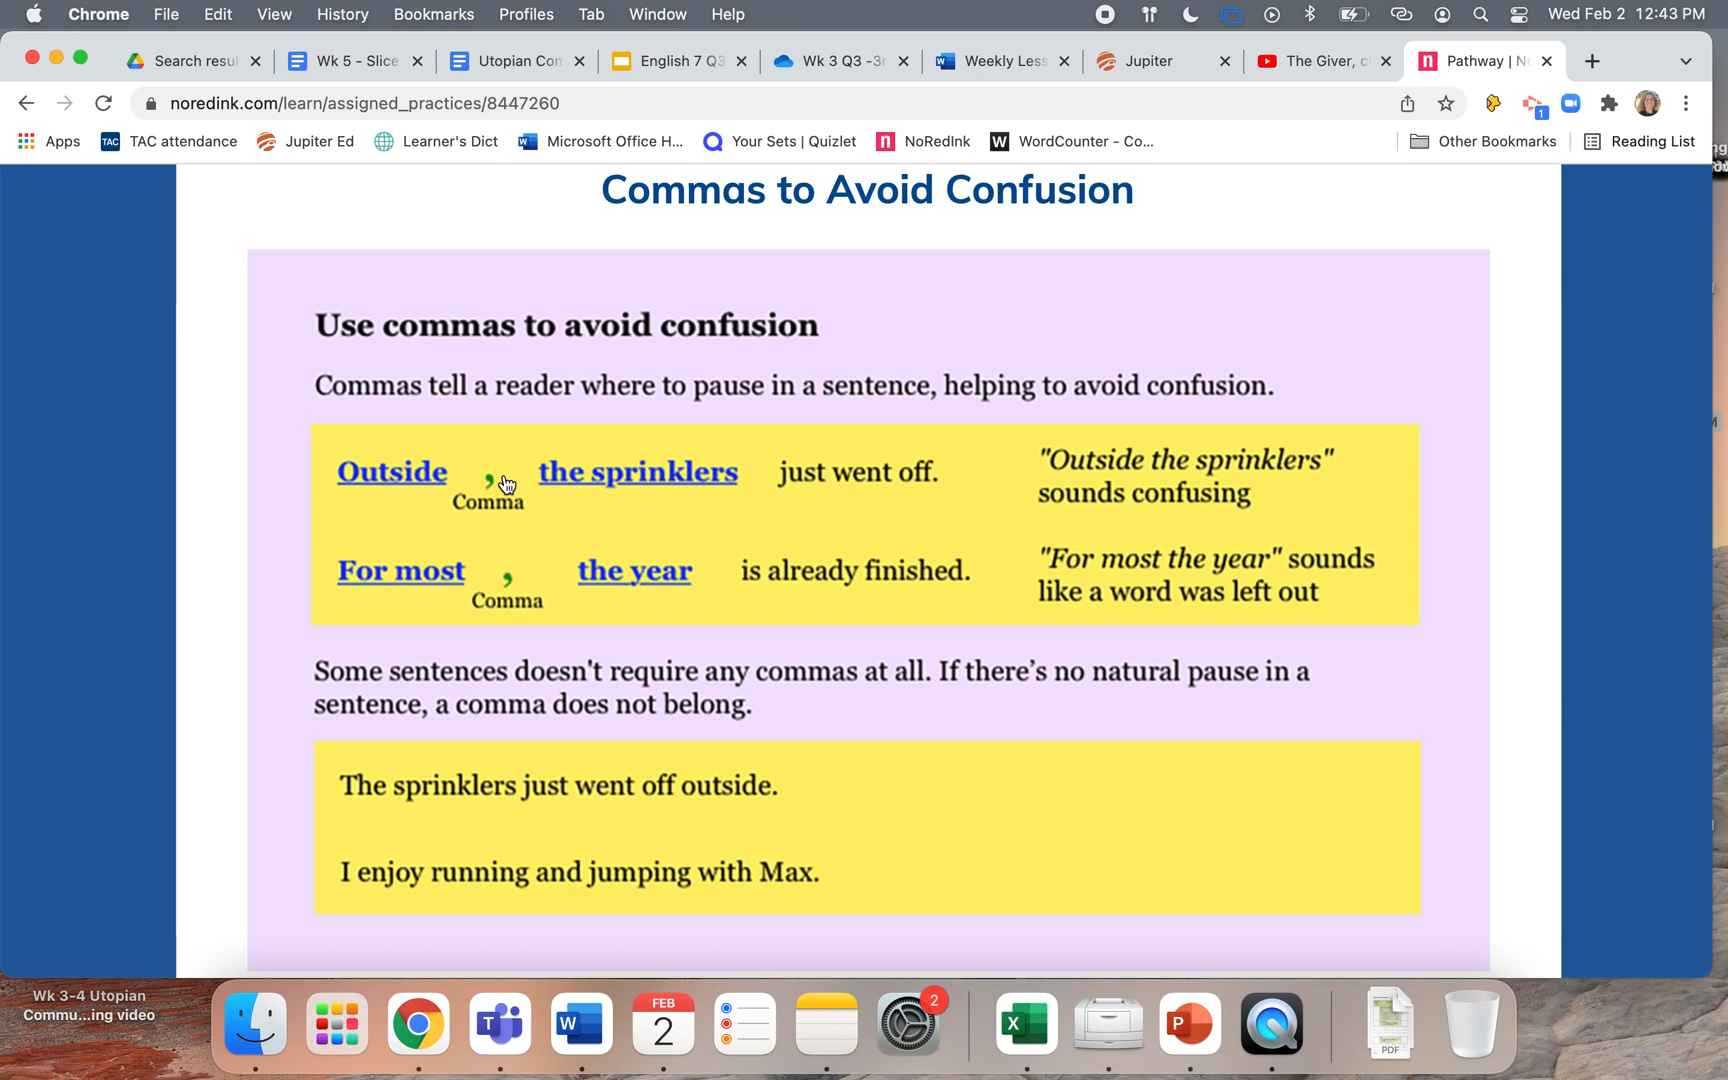 Chrome File Edit View History Bookmarks Profiles Tab Window Help Wed Feb 2 12:43 PM
Search resul Wk 5 - Slice Utopian Com English 7 Q3 Wk 3 Q3 -3r Weekly Less Jupiter The Giver, c Pathway | No
noredink.com/learn/assigned_practices/8447260 1
Apps TAC TAC attendance Jupiter Ed Learner's Dict Microsoft Office H... Your Sets | Quizlet NoRedInk WordCounter - Co... Other Bookmarks Reading List
Commas to Avoid Confusion
Use commas to avoid confusion
Commas tell a reader where to pause in a sentence, helping to avoid confusion.
Outside , the sprinklers just went off.
Comma
"Outside the sprinklers"
sounds confusing
For most , the year is already finished.
Comma
"For most the year" sounds
like a word was left out
Some sentences doesn't require any commas at all. If there's no natural pause in a
sentence, a comma does not belong.
The sprinklers just went off outside.
I enjoy running and jumping with Max.
Wk 3-4 Utopian
Commu...ing video
FEB
2
2
PDF